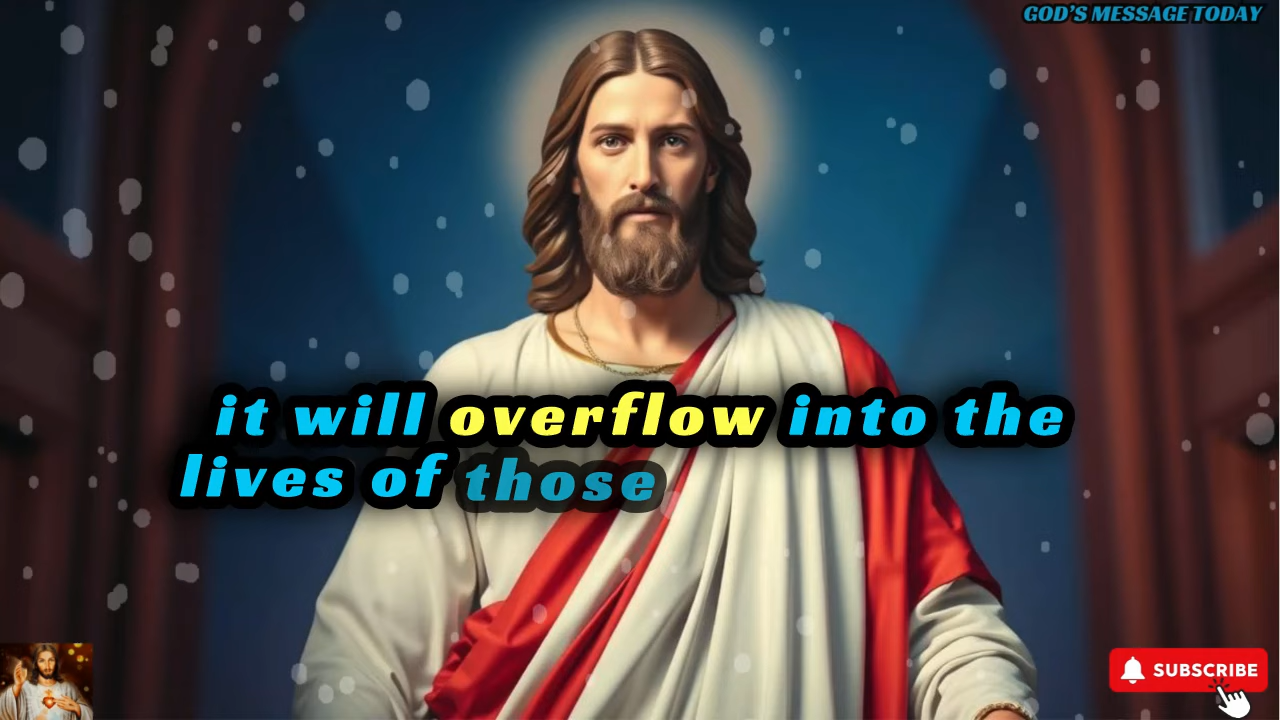 GOD'S MESSAGE TODAY
it will overflow into the
lives of those
SUBSCRIBE